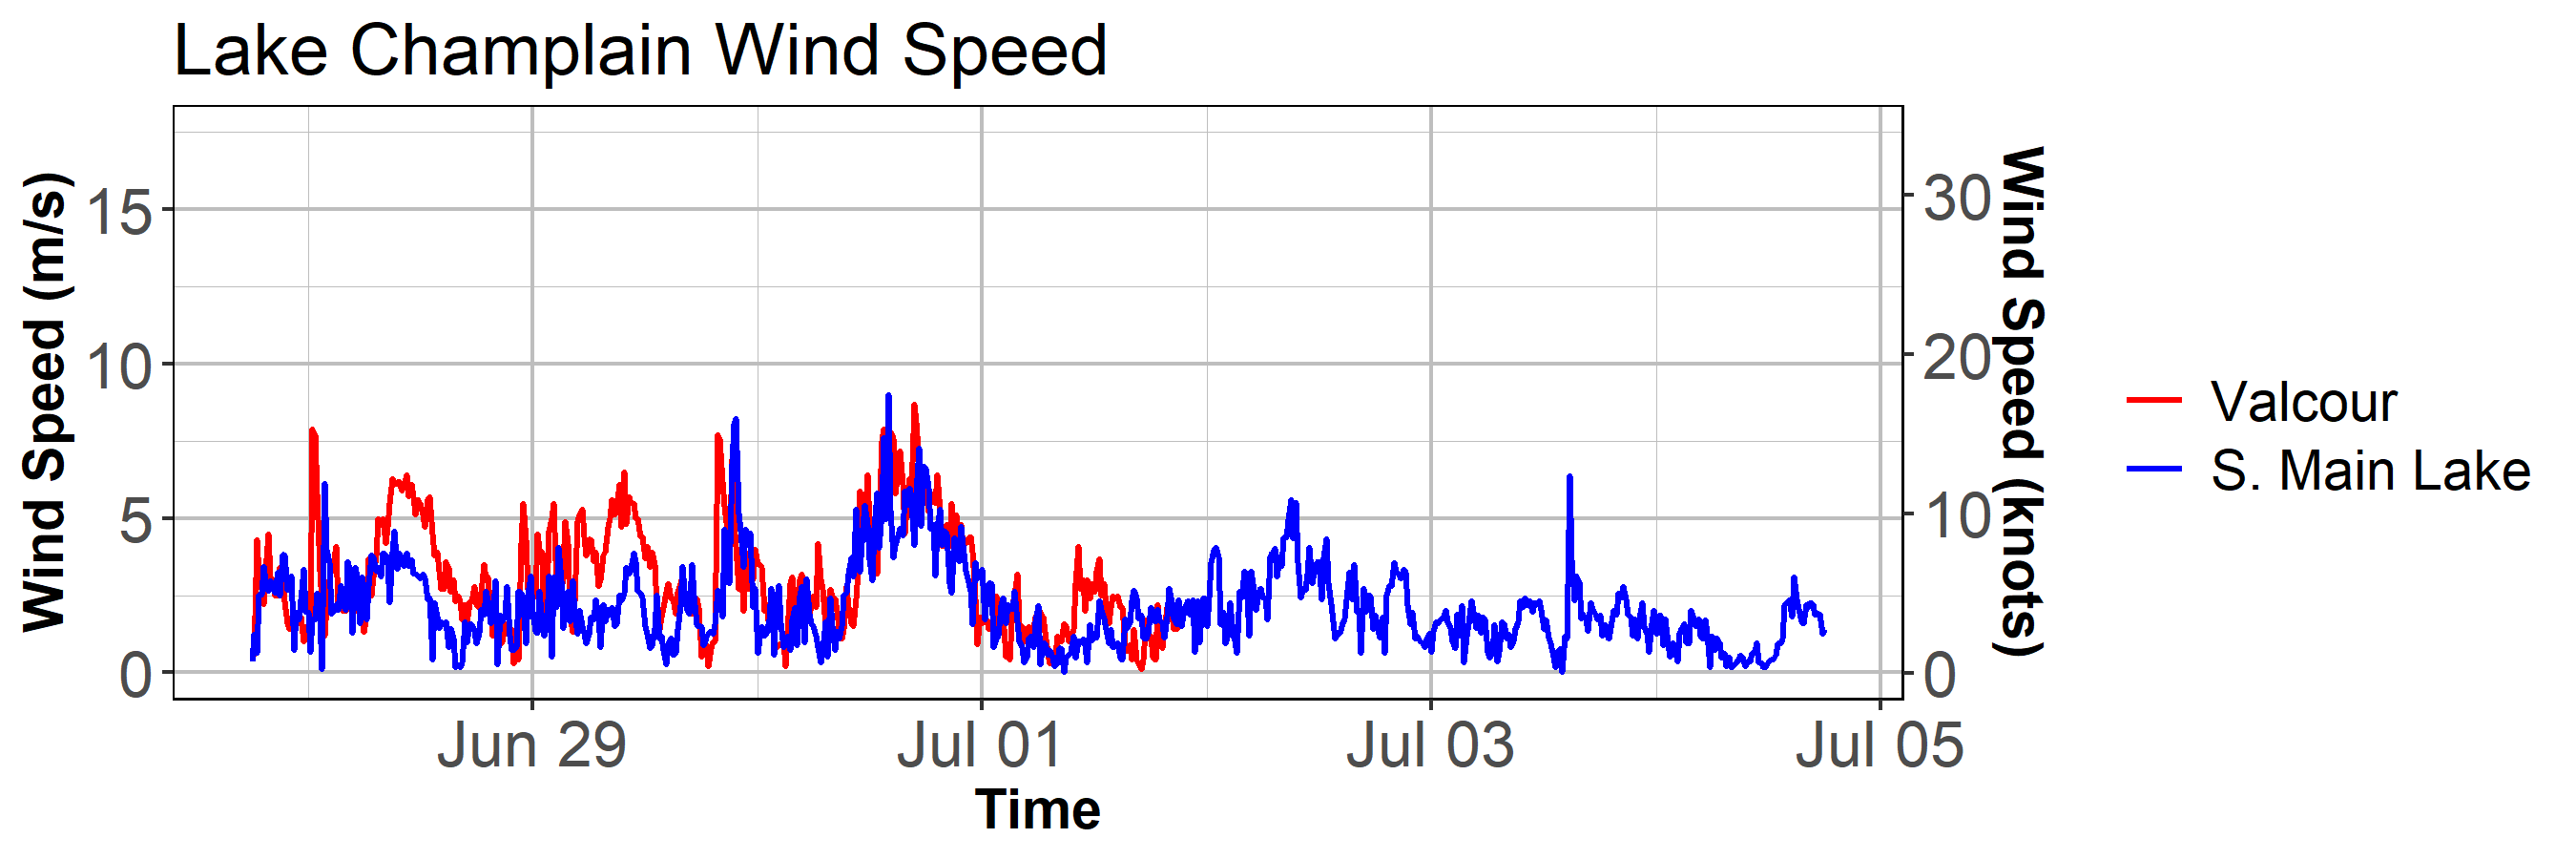 Lake Champlain Wind Speed
Wind Speed (m/s)
15
10
5
0
30
20
10
0
Wind Speed (knots)
Jun 29
Jul 01
Jul 03
Jul 05
Time
Valcour
S. Main Lake